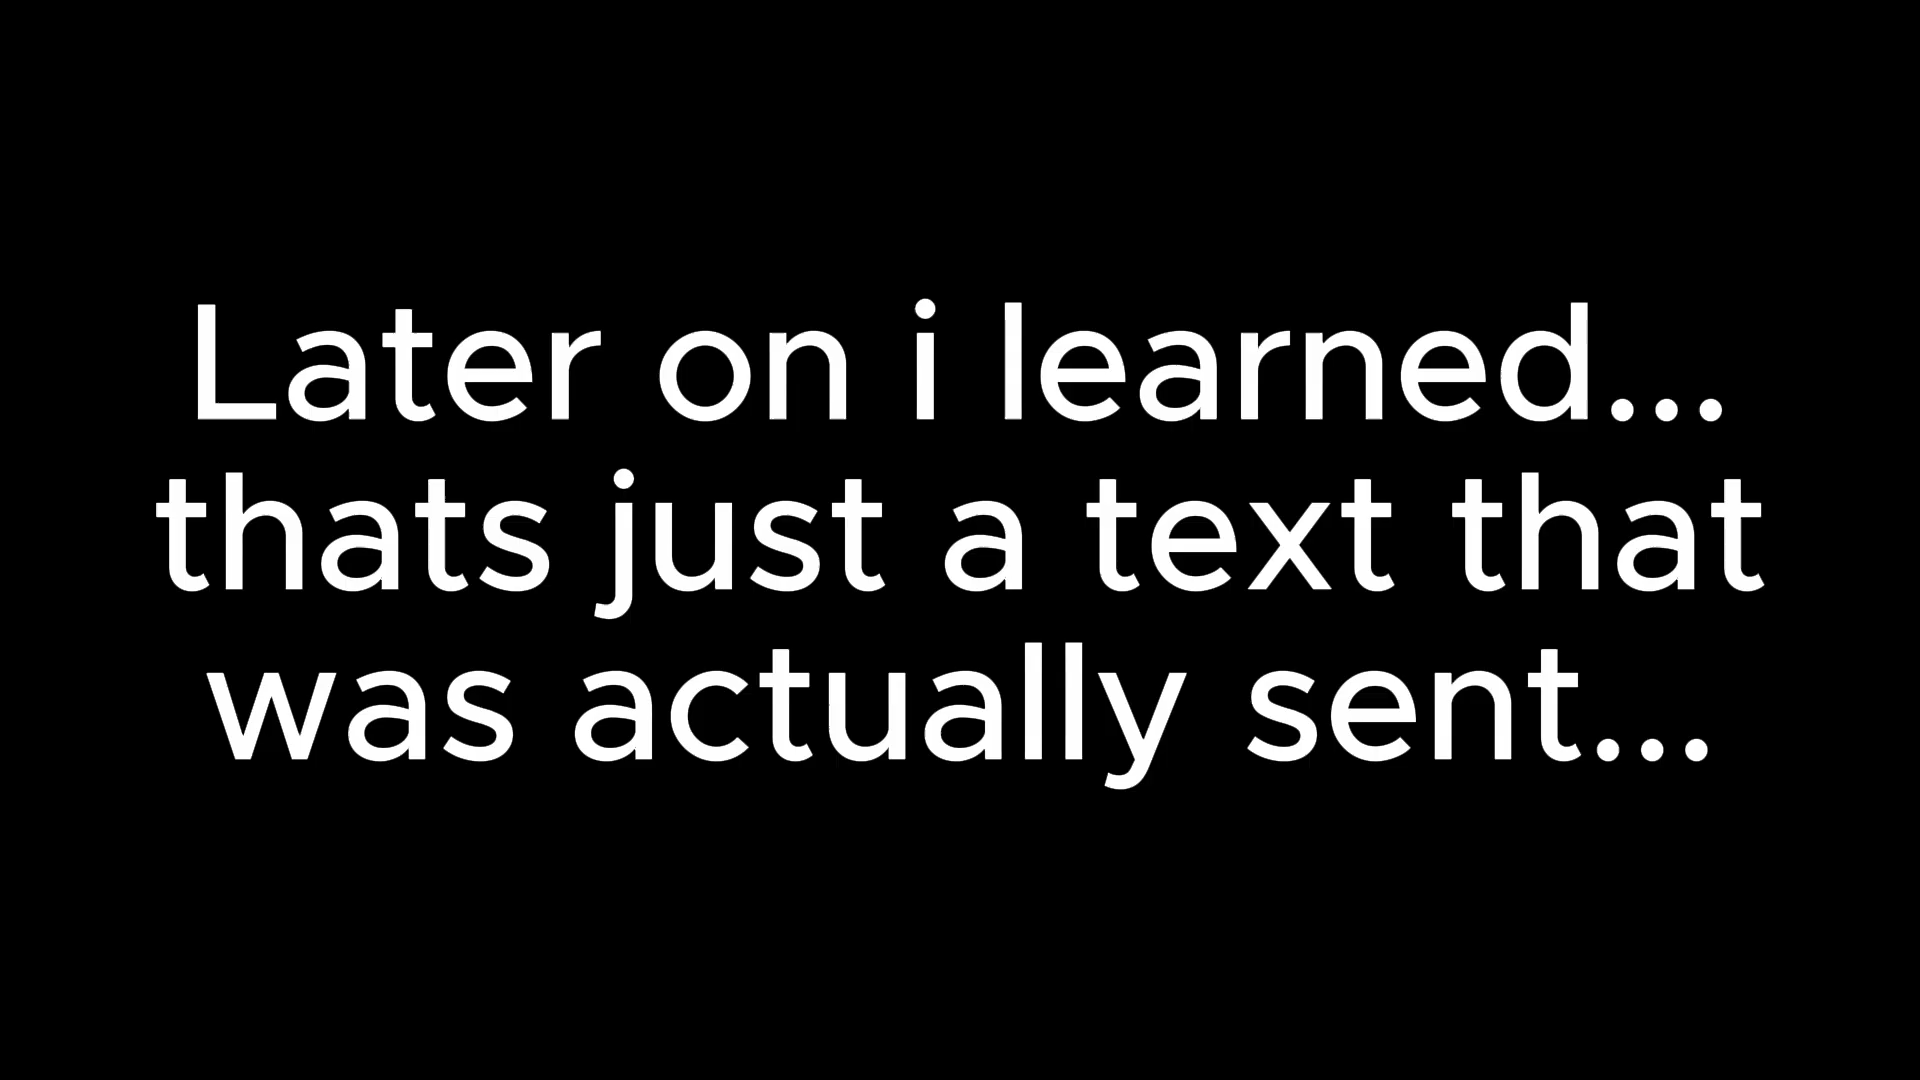 Later on i learned...
thats just a text that
was actually sent...